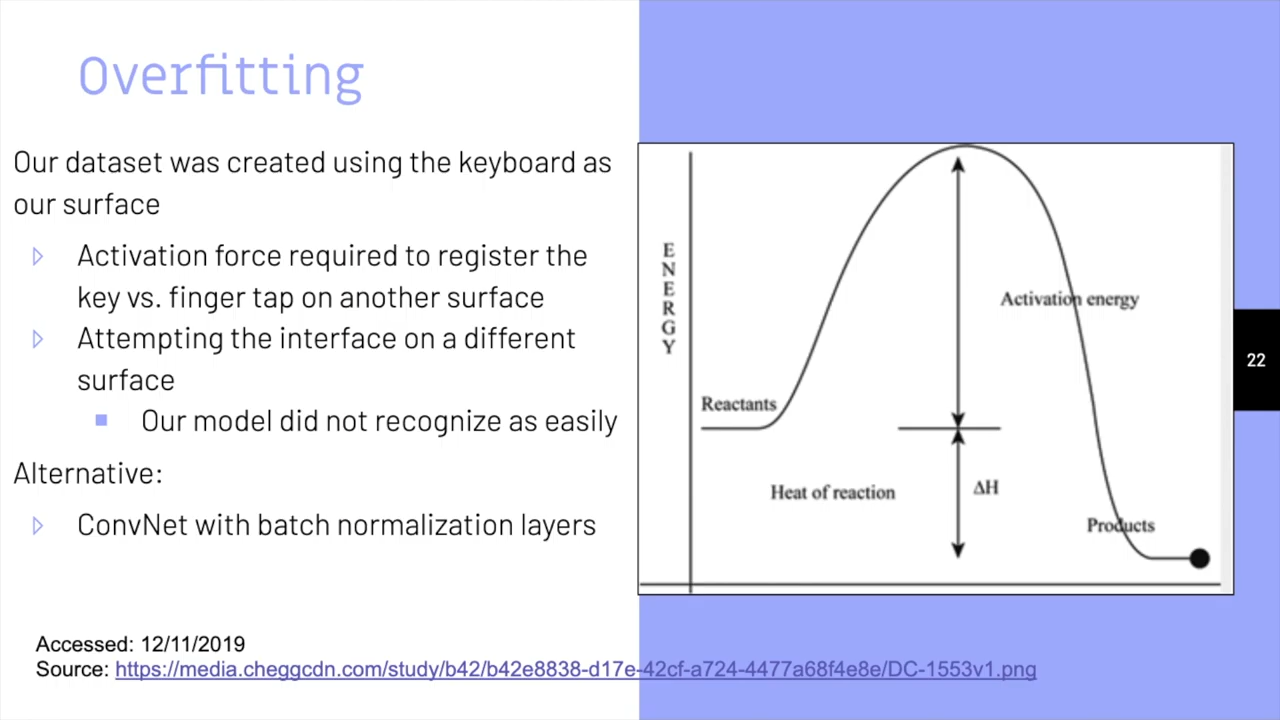 Overfitting
Our dataset was created using the keyboard as
our surface
Activation force required to register the
key vs. finger tap on another surface
Attempting the interface on a different
surface
Our model did not recognize as easily
Alternative:
ConvNet with batch normalization layers
ENERGY
Activation energy
Reactants
Heat of reaction
ΔH
Products
22
Accessed: 12/11/2019
Source: https://media.cheggcdn.com/study/b42/b42e8838-d17e-42cf-a724-4477a68f4e8e/DC-1553v1.png